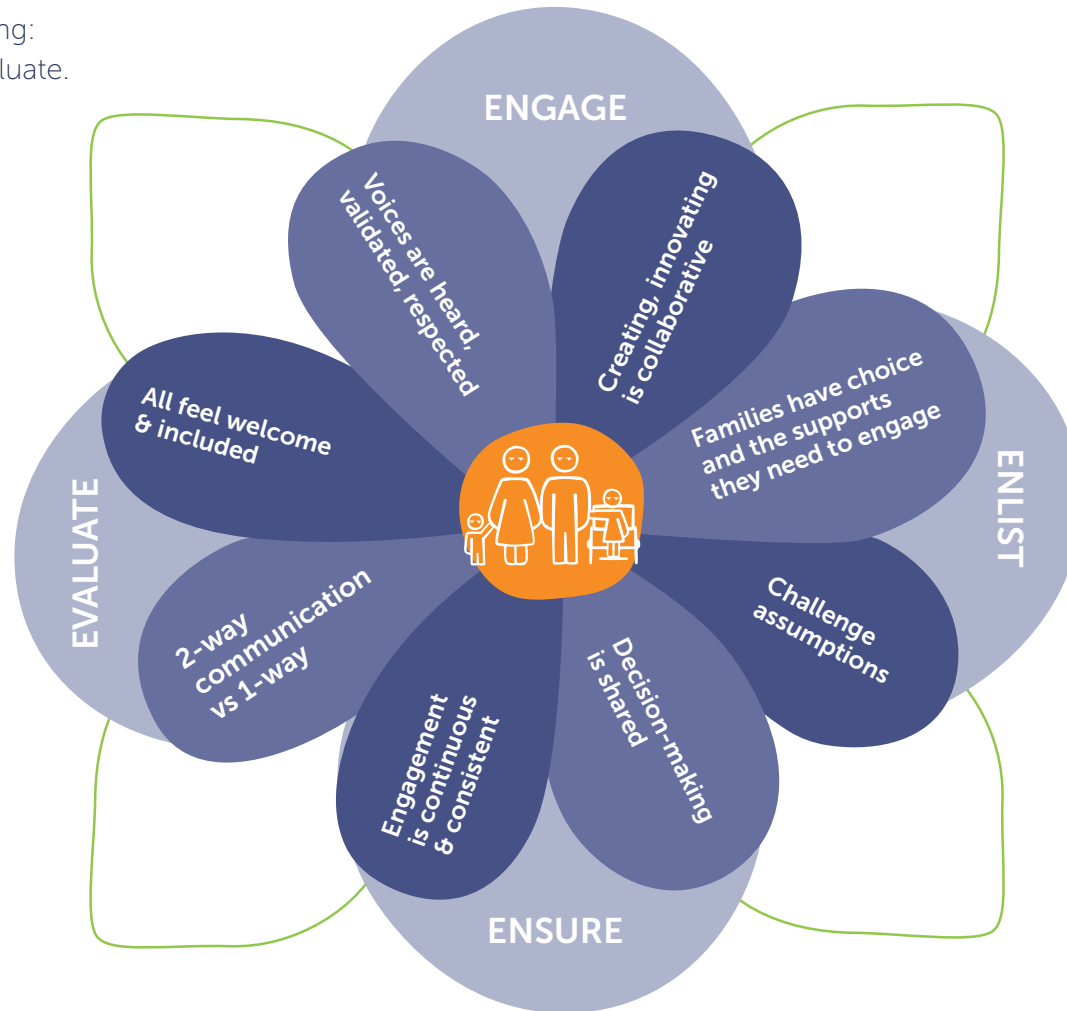 ng:
luate.
ENGAGE
Voices are heard,
validated, respected
Creating, innovating
is collaborative
Families have choice
and the supports
they need to engage
ENLIST
Challenge
assumptions
Decision-making
is shared
ENSURE
Engagement
is continuous
& consistent
2-way
communication
vs 1-way
EVALUATE
All feel welcome
& included